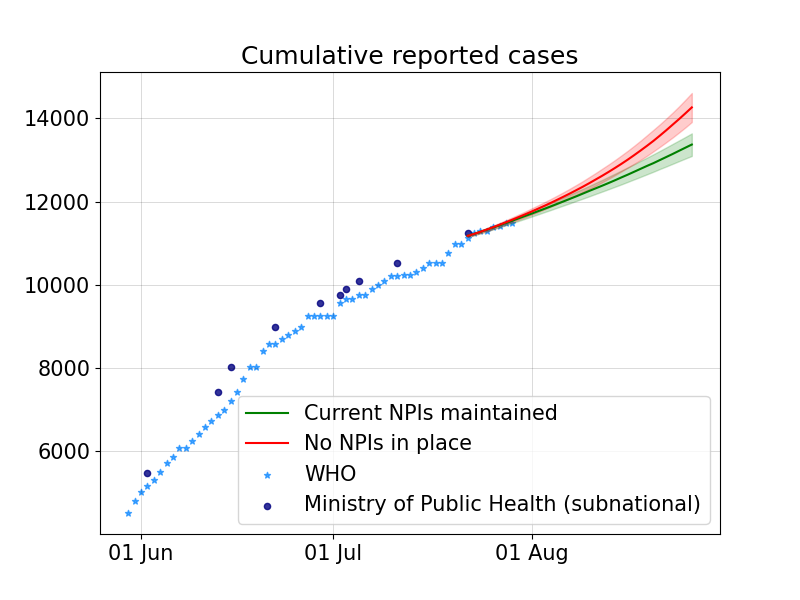 Cumulative reported cases
14000
12000
10000
8000
6000
Current NPIs maintained
No NPIs in place
WHO
Ministry of Public Health (subnational)
01 Jun
01 Jul
01 Aug